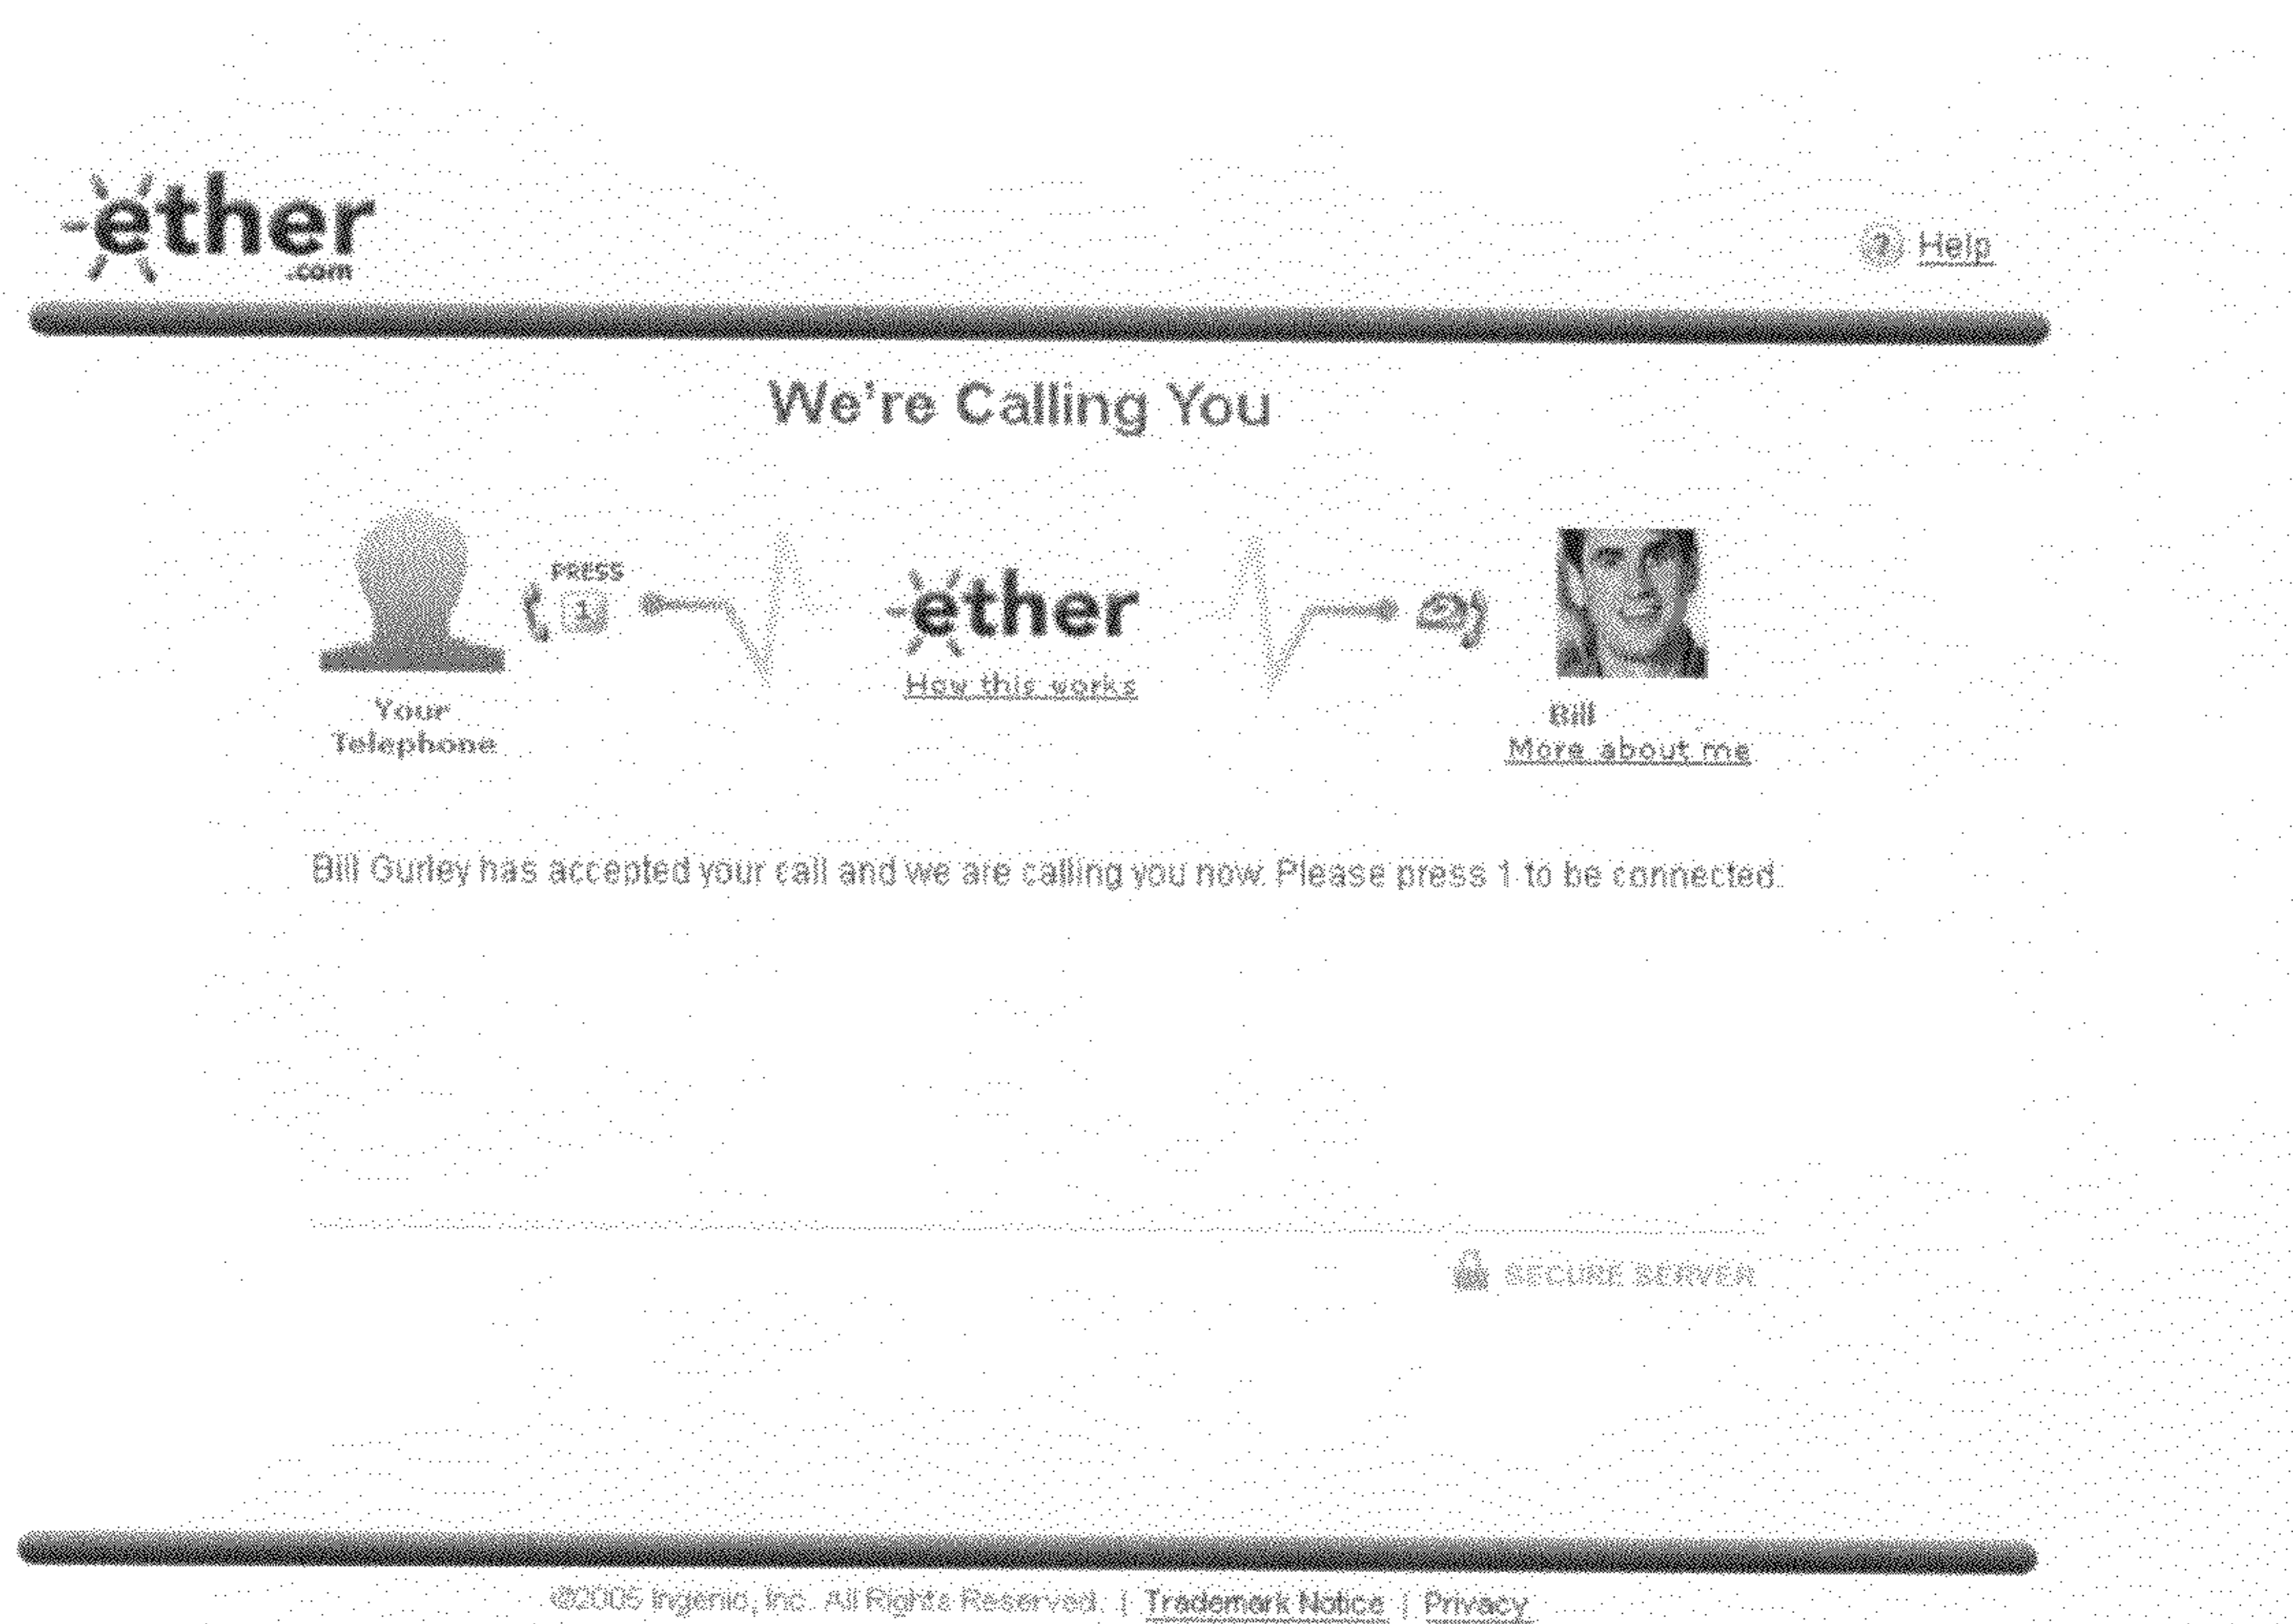 ether
.com
? Help
We're Calling You
PRESS
1
ether
How this works
Your
Telephone
Bill
More about me
Bill Gurley has accepted your call and we are calling you now. Please press 1 to be connected.
SECURE SERVER
©2005 Ingenio, Inc. All Rights Reserved. | Trademark Notice | Privacy